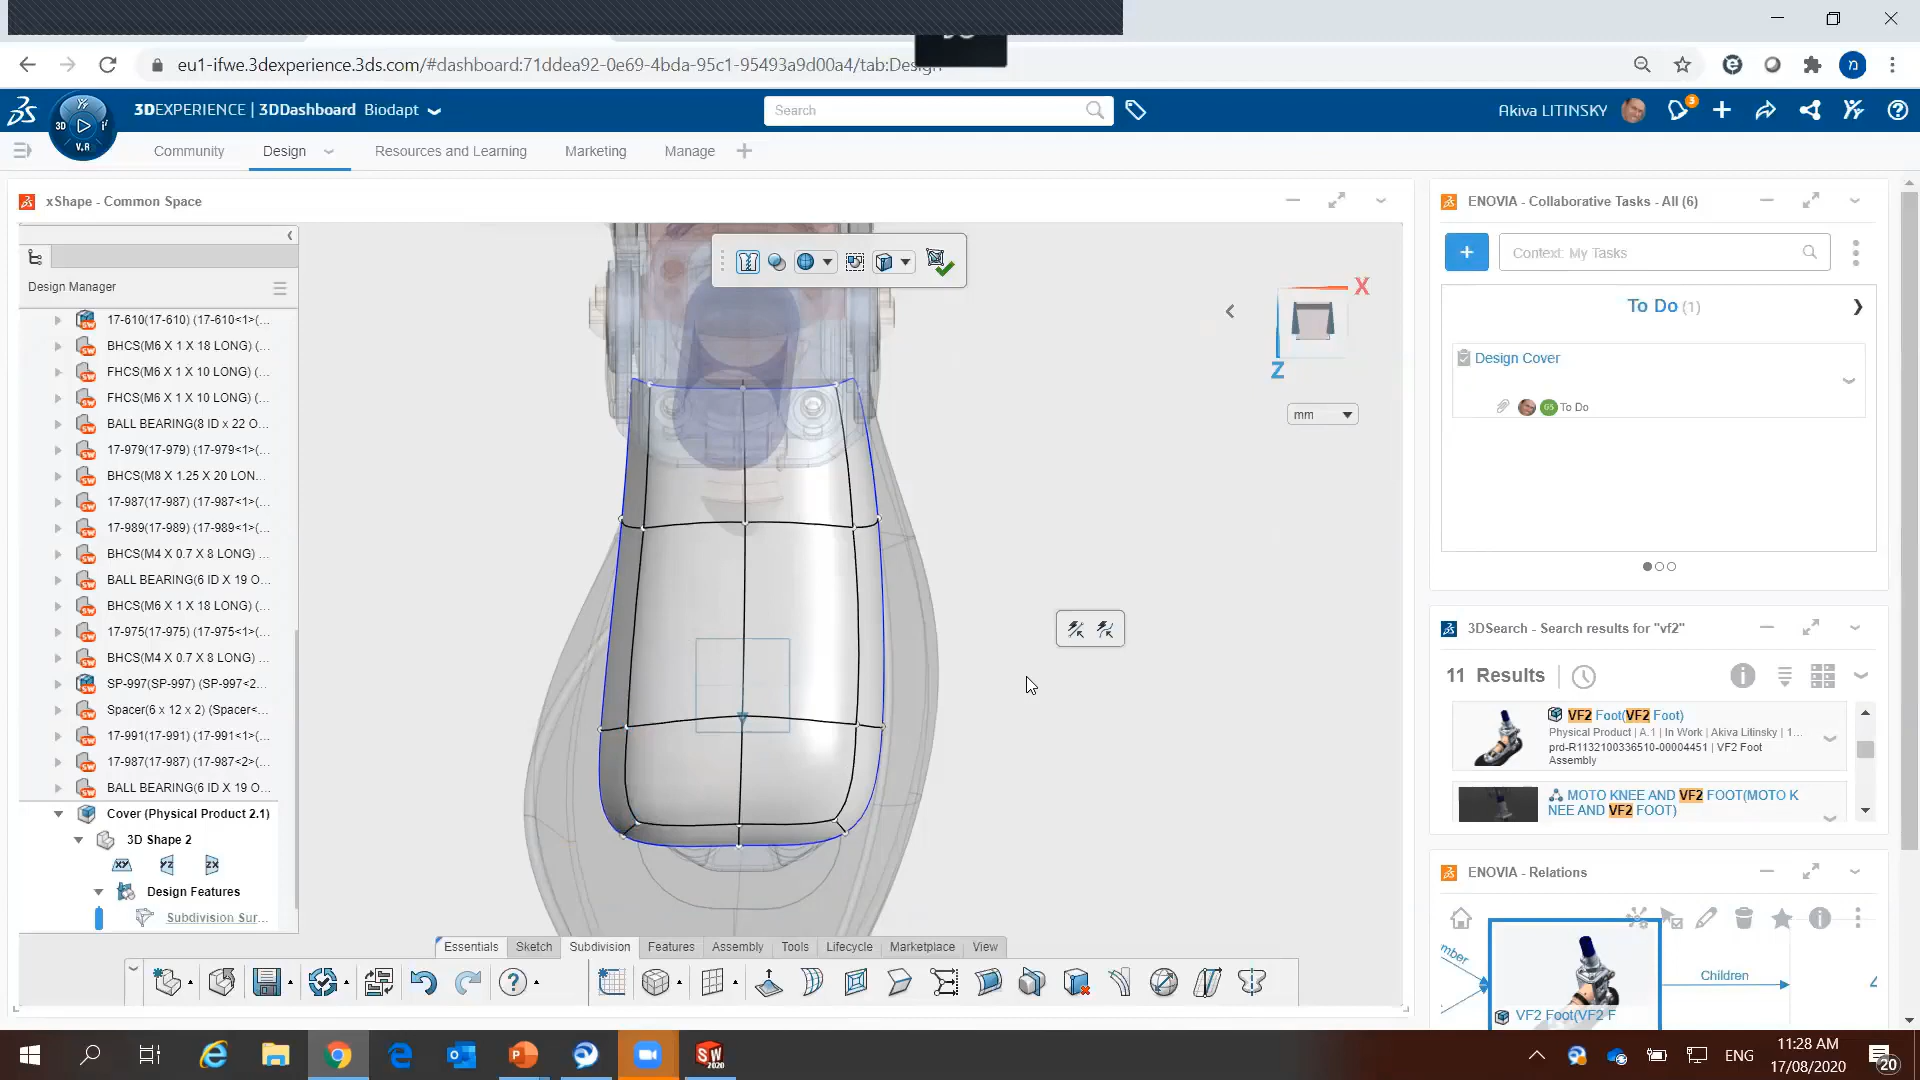 eu1-ifwe.3dexperience.3ds.com/#dashboard:71ddea92-0e69-4bda-95c1-95493a9d00a4/tab:Design
3DEXPERIENCE | 3DDashboard Biodapt
Search
Akiva LITINSKY
3
3D
V.R
Community
Design
Resources and Learning
Marketing
Manage
xShape - Common Space
Design Manager
17-610(17-610) (17-610<1>(...
BHCS(M6 X 1 X 18 LONG) (...
FHCS(M6 X 1 X 10 LONG) (...
FHCS(M6 X 1 X 10 LONG) (...
BALL BEARING(8 ID x 22 O...
17-979(17-979) (17-979<1>(...
BHCS(M8 X 1.25 X 20 LON...
17-987(17-987) (17-987<1>(...
17-989(17-989) (17-989<1>(...
BHCS(M4 X 0.7 X 8 LONG) ...
BALL BEARING(6 ID X 19 O...
BHCS(M6 X 1 X 18 LONG) (...
17-975(17-975) (17-975<1>(...
BHCS(M4 X 0.7 X 8 LONG) ...
SP-997(SP-997) (SP-997<2...
Spacer(6 x 12 x 2) (Spacer<...
17-991(17-991) (17-991<1>(...
17-987(17-987) (17-987<2>(...
BALL BEARING(6 ID X 19 O...
Cover (Physical Product 2.1)
3D Shape 2
XY YZ ZX
Design Features
Subdivision Sur...
X
Z
mm
Essentials
Sketch
Subdivision
Features
Assembly
Tools
Lifecycle
Marketplace
View
ENOVIA - Collaborative Tasks - All (6)
Context: My Tasks
To Do (1)
Design Cover
GS To Do
3DSearch - Search results for "vf2"
11 Results
VF2 Foot(VF2 Foot)
Physical Product | A.1 | In Work | Akiva Litinsky | 1...
prd-R1132100336510-00004451 | VF2 Foot
Assembly
MOTO KNEE AND VF2 FOOT(MOTO K
NEE AND VF2 FOOT)
ENOVIA - Relations
mber
Children
VF2 Foot(VF2 F
SW
2020
ENG
11:28 AM
17/08/2020
20